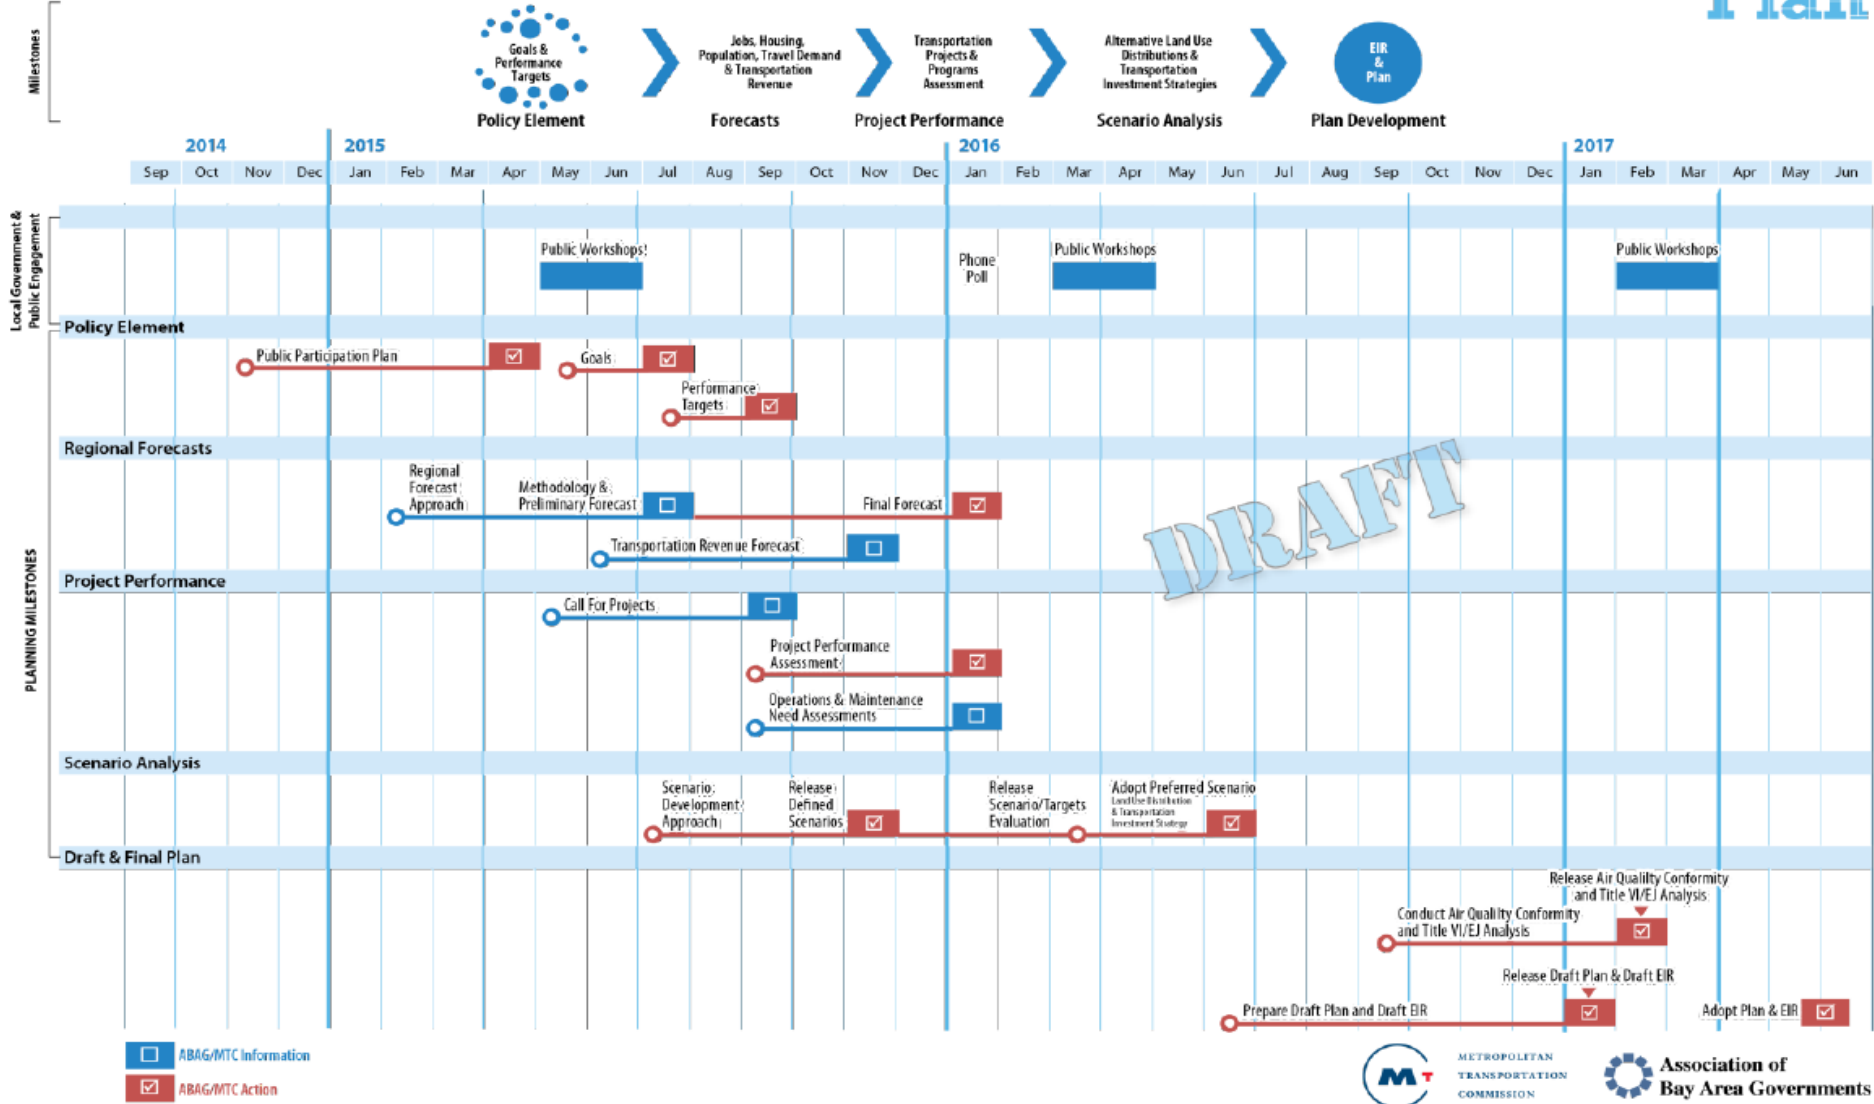 Plan
Milestones
Goals &
Performance
Targets
Policy Element
Jobs, Housing,
Population, Travel Demand
& Transportation
Revenue
Forecasts
Transportation
Projects &
Programs
Assessment
Project Performance
Alternative Land Use
Distributions &
Transportation
Investment Strategies
Scenario Analysis
EIR
&
Plan
Plan Development
2014 2015 2016 2017
Sep Oct Nov Dec Jan Feb Mar Apr May Jun Jul Aug Sep Oct Nov Dec Jan Feb Mar Apr May Jun Jul Aug Sep Oct Nov Dec Jan Feb Mar Apr May Jun
Local Government &
Public Engagement
Public Workshops
Phone
Poll
Public Workshops
Public Workshops
PLANNING MILESTONES
Policy Element
Public Participation Plan
Goals
Performance
Targets
Regional Forecasts
Regional
Forecast
Approach
Methodology &
Preliminary Forecast
Final Forecast
Transportation Revenue Forecast
DRAFT
Project Performance
Call For Projects
Project Performance
Assessment
Operations & Maintenance
Need Assessments
Scenario Analysis
Scenario
Development
Approach
Release
Defined
Scenarios
Release
Scenario/Targets
Evaluation
Adopt Preferred Scenario
Land Use Distribution
& Transportation
Investment Strategy
Draft & Final Plan
Release Air Qualilty Conformity
and Title VI/EJ Analysis
Conduct Air Qualilty Conformity
and Title VI/EJ Analysis
Release Draft Plan & Draft EIR
Prepare Draft Plan and Draft EIR
Adopt Plan & EIR
ABAG/MTC Information
ABAG/MTC Action
MT
METROPOLITAN
TRANSPORTATION
COMMISSION
Association of
Bay Area Governments